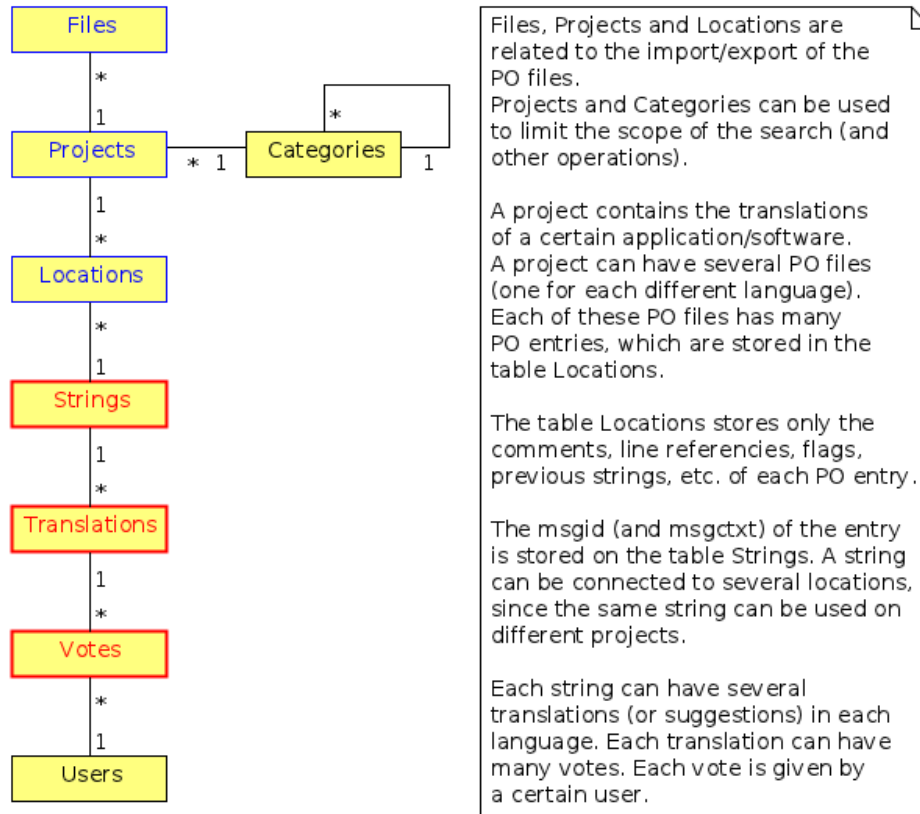 Files
*
1
Projects
* 1
Categories
*
1
1
*
Locations
*
1
Strings
1
*
Translations
1
*
Votes
*
1
Users
Files, Projects and Locations are
related to the import/export of the
PO files.
Projects and Categories can be used
to limit the scope of the search (and
other operations).
A project contains the translations
of a certain application/software.
A project can have several PO files
(one for each different language).
Each of these PO files has many
PO entries, which are stored in the
table Locations.
The table Locations stores only the
comments, line referencies, flags,
previous strings, etc. of each PO entry.
The msgid (and msgctxt) of the entry
is stored on the table Strings. A string
can be connected to several locations,
since the same string can be used on
different projects.
Each string can have several
translations (or suggestions) in each
language. Each translation can have
many votes. Each vote is given by
a certain user.